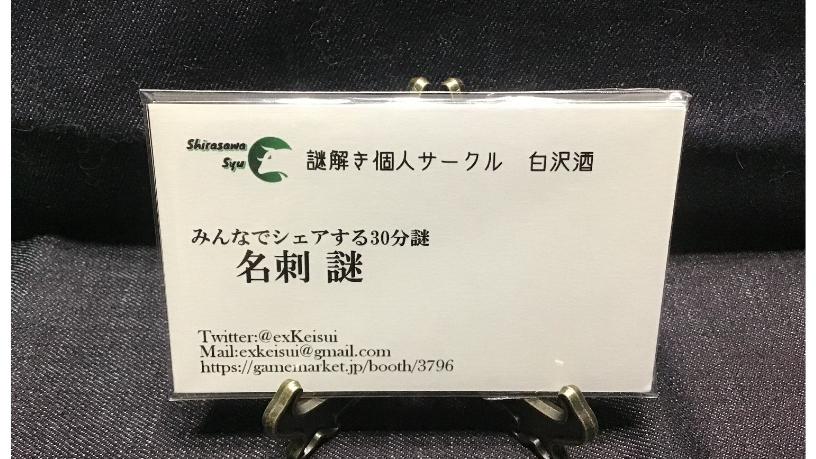 Shirasawa
Syu
謎解き個人サークル　白沢酒
みんなでシェアする30分謎
名刺 謎
Twitter:@exKeisui
Mail:exkeisui@gmail.com
https://gamemarket.jp/booth/3796